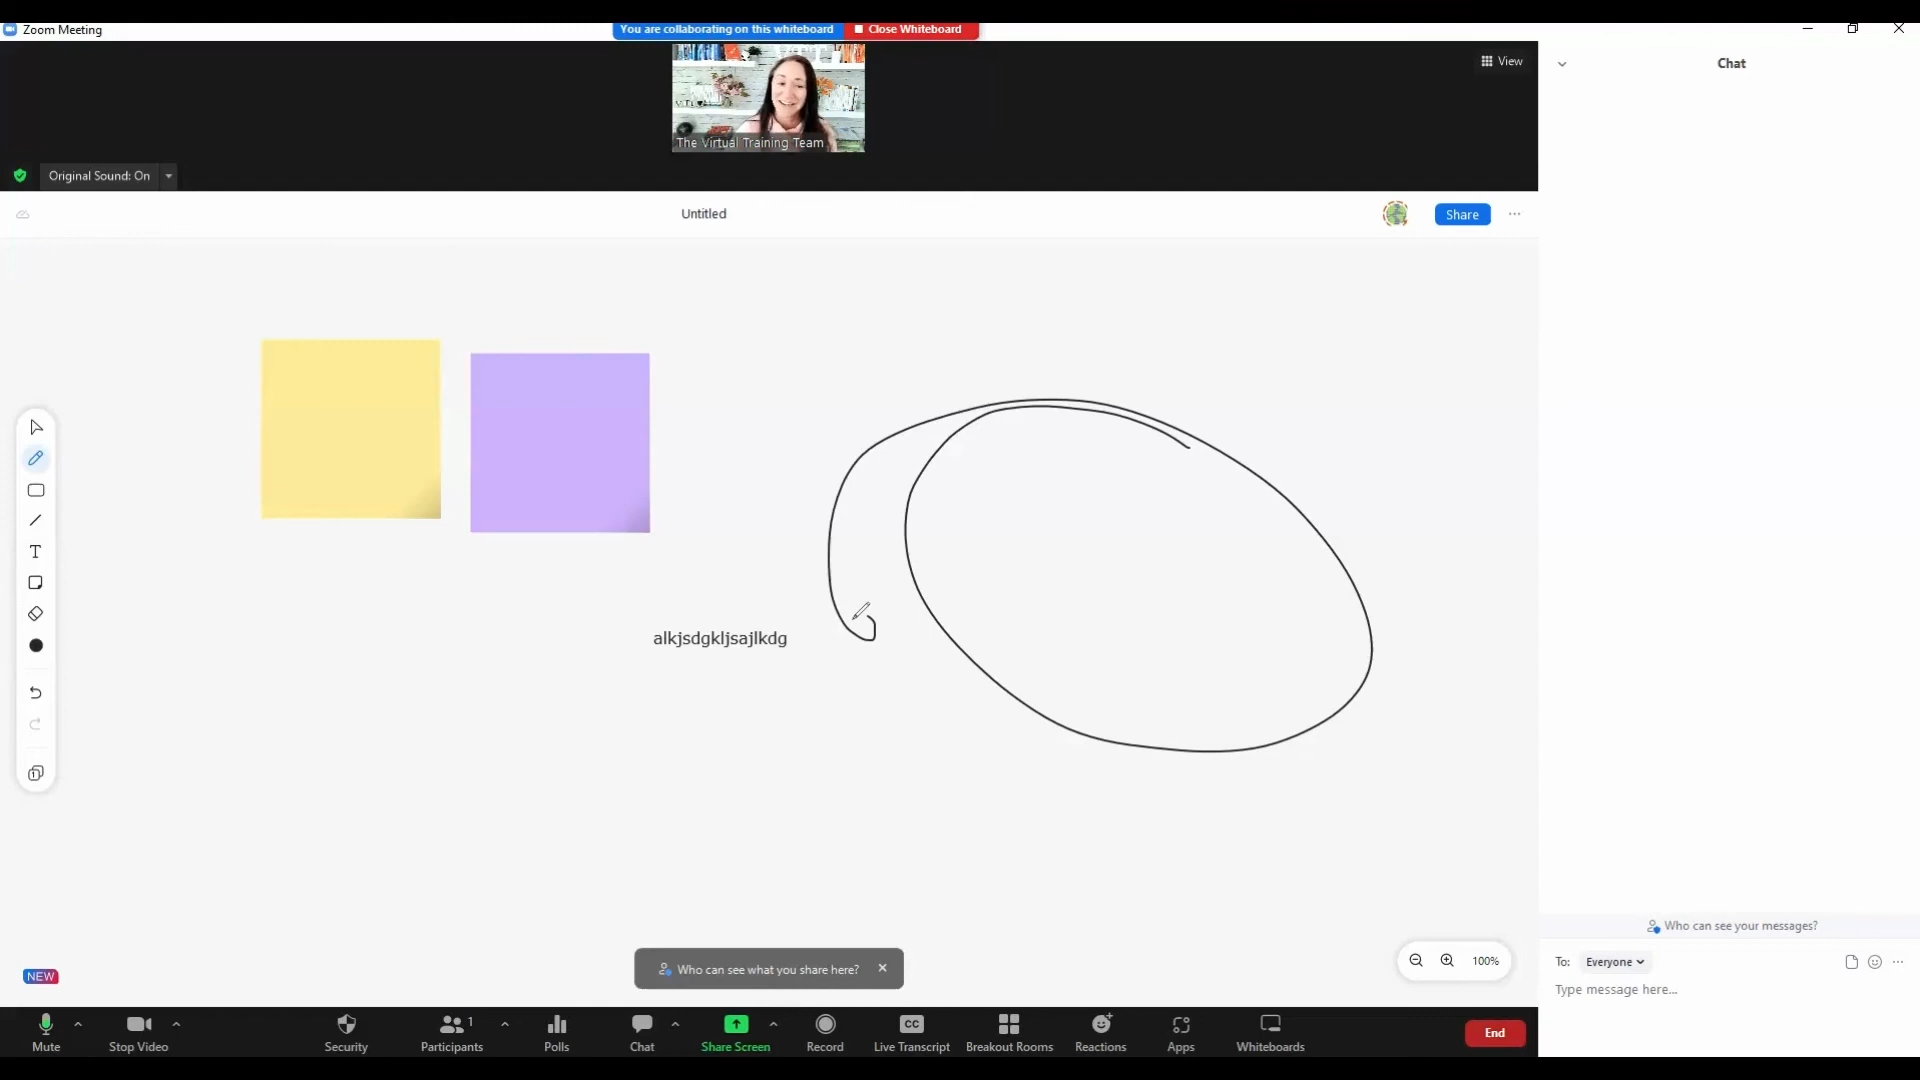 Zoom Meeting
You are collaborating on this whiteboard
Close Whiteboard
View
Chat
The Virtual Training Team
Original Sound: On
Untitled
Share
T
alkjsdgkljsajlkdg
1
Who can see your messages?
NEW
Who can see what you share here?
100%
To: Everyone
Type message here...
1
CC
Mute
Stop Video
Security
Participants
Polls
Chat
Share Screen
Record
Live Transcript
Breakout Rooms
Reactions
Apps
Whiteboards
End